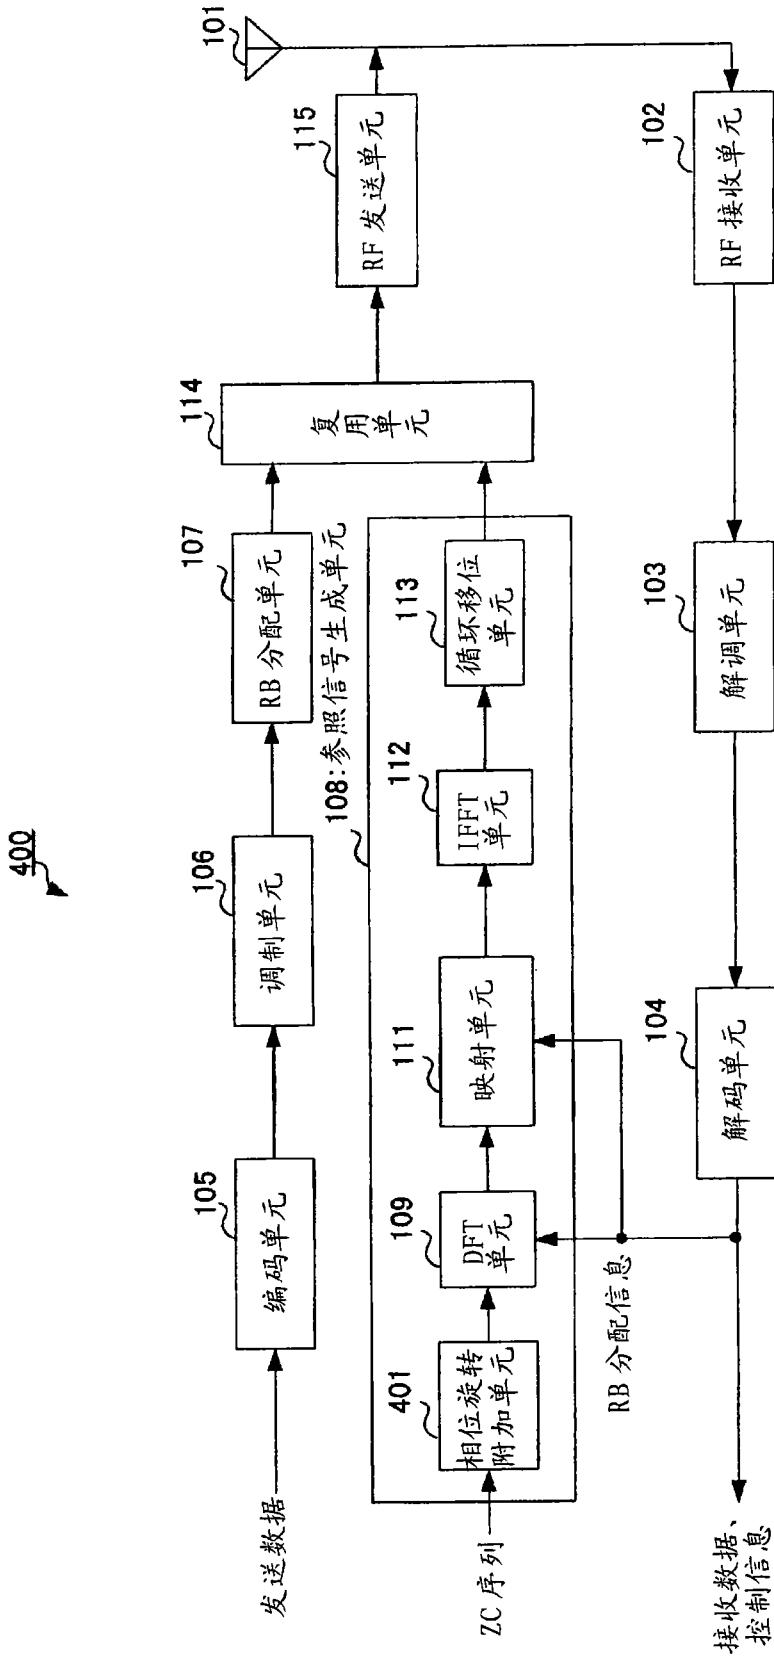 400
发送数据
105
编码单元
106
调制单元
107
RB 分配单元
114
复用单元
115
RF 发送单元
101
108:参照信号生成单元
ZC 序列
401
相位旋转
附加单元
109
DFT
单元
111
映射单元
112
IFFT
单元
113
循环移位
单元
RB 分配信息
102
RF 接收单元
103
解调单元
104
解码单元
接收数据、
控制信息